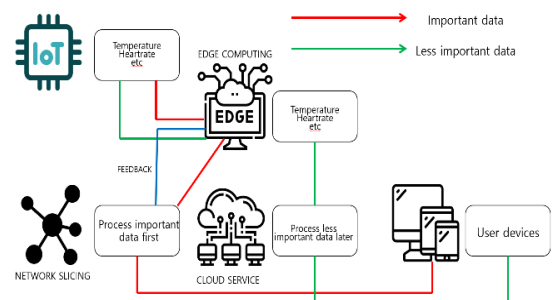 IoT
Temperature
Heartrate
etc
EDGE COMPUTING
EDGE
Important data
Less important data
Temperature
Heartrate
etc
FEEDBACK
Process important
data first
Process less
important data later
User devices
NETWORK SLICING
CLOUD SERVICE